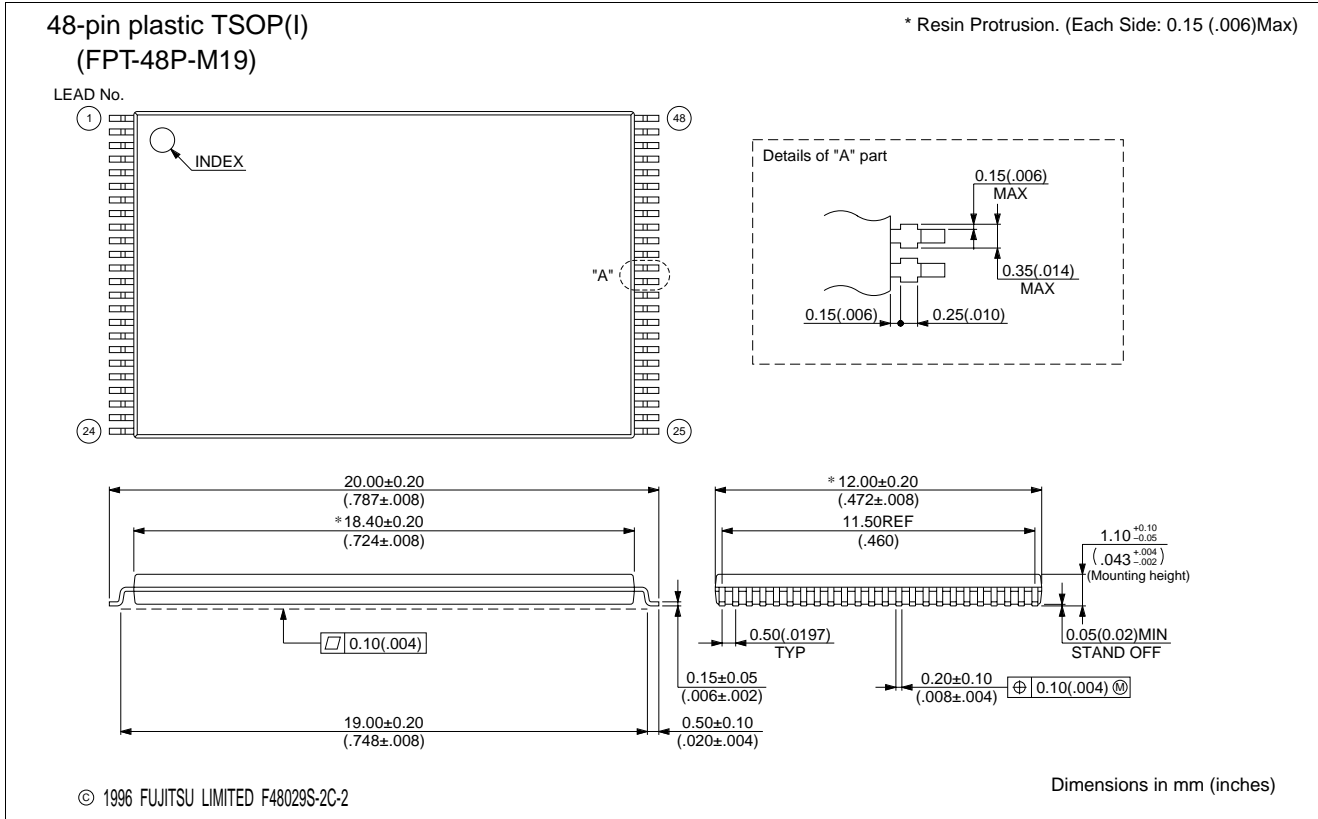 48-pin plastic TSOP(I)
(FPT-48P-M19)
* Resin Protrusion. (Each Side: 0.15 (.006)Max)
LEAD No.
1
48
INDEX
"A"
24
25
Details of "A" part
0.15(.006)
MAX
0.35(.014)
MAX
0.15(.006)
0.25(.010)
20.00±0.20
(.787±.008)
*18.40±0.20
(.724±.008)
0.10(.004)
0.15±0.05
(.006±.002)
19.00±0.20
(.748±.008)
0.50±0.10
(.020±.004)
*12.00±0.20
(.472±.008)
11.50REF
(.460)
1.10 +0.10 -0.05
(.043 +.004 -.002)
(Mounting height)
0.50(.0197)
TYP
0.05(0.02)MIN
STAND OFF
0.20±0.10
(.008±.004)
⌖ 0.10(.004) Ⓜ
© 1996 FUJITSU LIMITED F48029S-2C-2
Dimensions in mm (inches)